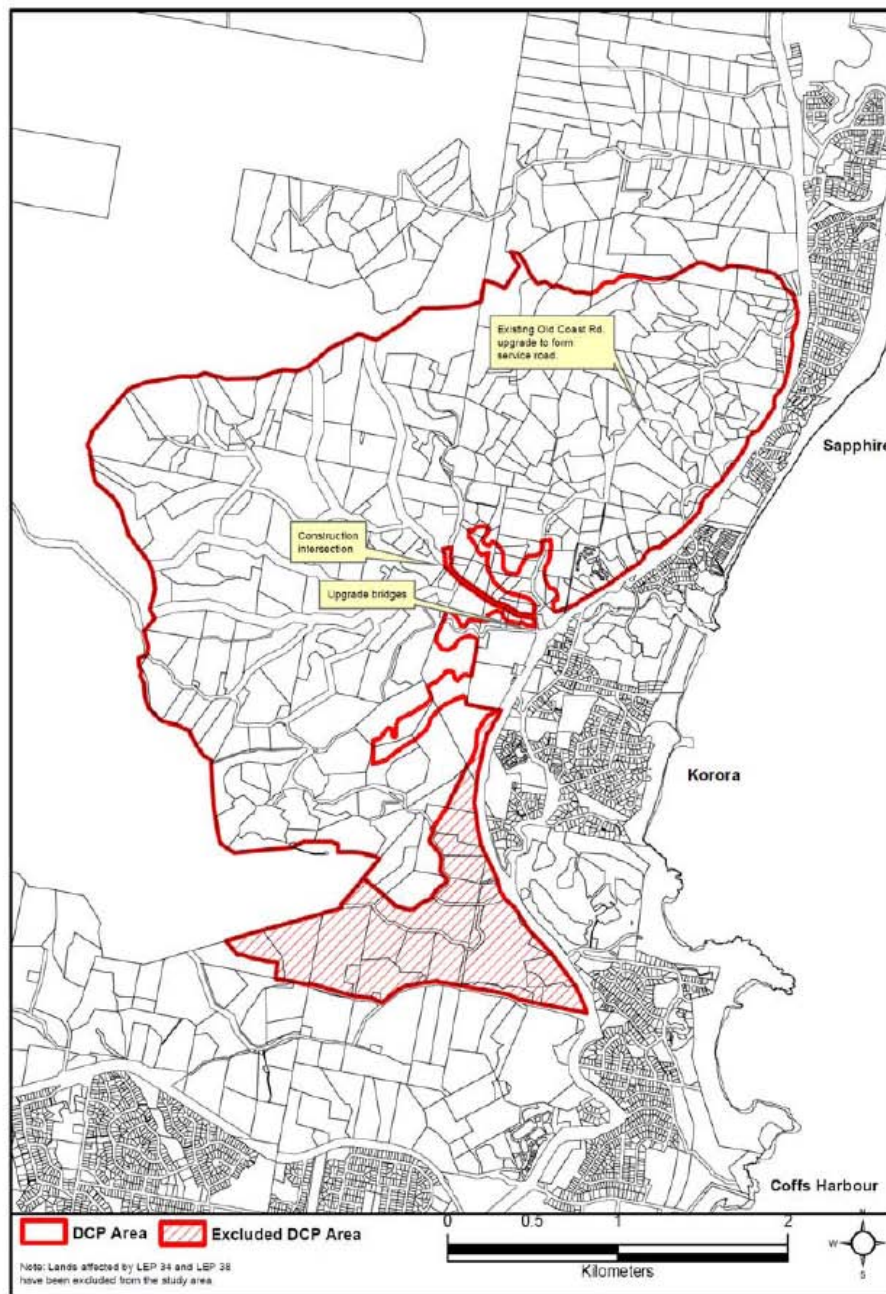 Existing Old Coast Rd.
upgrade to form
service road.
Sapphire
Construction
intersection
Upgrade bridges
Korora
Coffs Harbour
DCP Area
Excluded DCP Area
0 0.5 1 2
Kilometers
N
W E
S
Note: Lands affected by LEP 34 and LEP 38
have been excluded from the study area